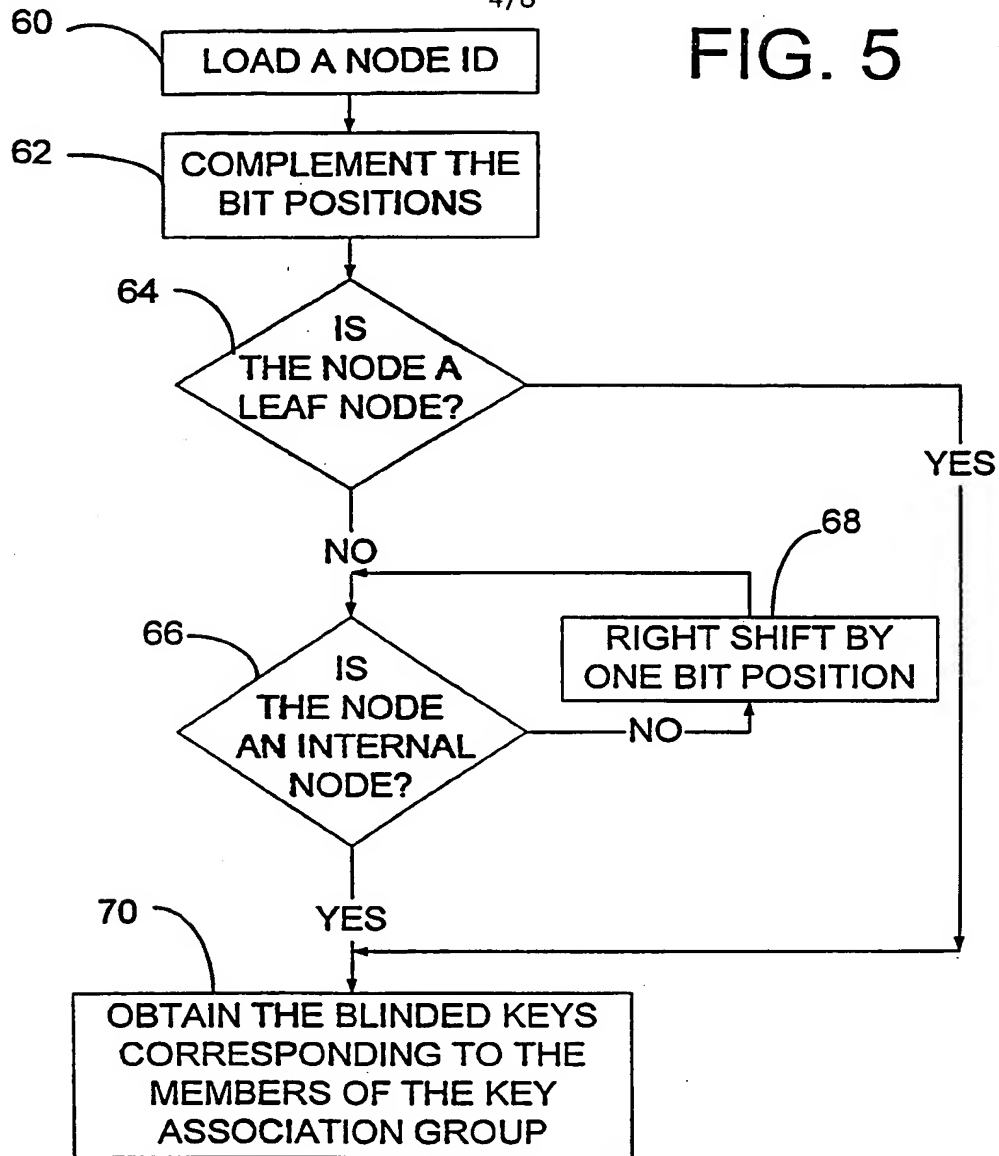 4/8
FIG. 5
60
LOAD A NODE ID
62
COMPLEMENT THE
BIT POSITIONS
64
IS
THE NODE A
LEAF NODE?
YES
NO
68
RIGHT SHIFT BY
ONE BIT POSITION
66
IS
THE NODE
AN INTERNAL
NODE?
NO
YES
70
OBTAIN THE BLINDED KEYS
CORRESPONDING TO THE
MEMBERS OF THE KEY
ASSOCIATION GROUP